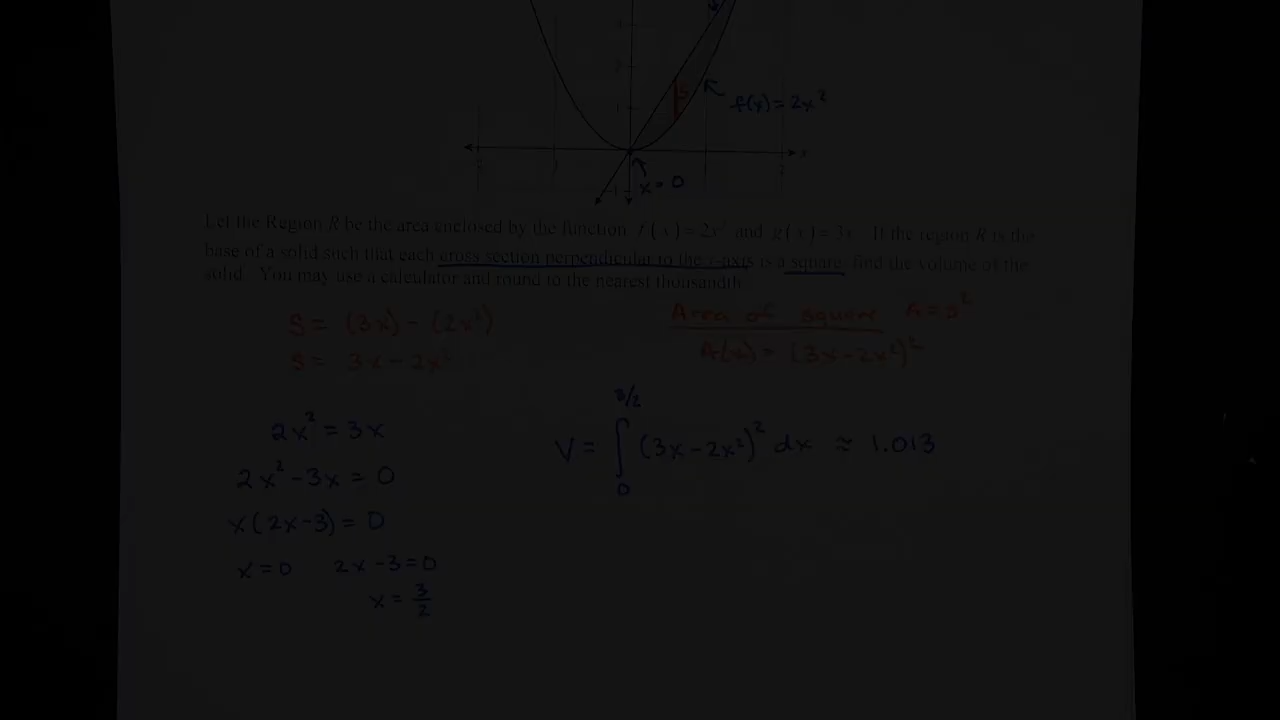 f(x) = 2x²
x = 0
-1
Let the Region R be the area enclosed by the function f(x) = 2x² and g(x) = 3x. If the region R is the
base of a solid such that each cross section perpendicular to the x-axis is a square, find the volume of the
solid. You may use a calculator and round to the nearest thousandth.
S = (3x) - (2x²)
S = 3x - 2x²
Area of square A = s²
A(x) = (3x - 2x²)²
2x² = 3x
2x² - 3x = 0
x(2x - 3) = 0
x = 0 2x - 3 = 0
x = 3/2
V = ∫₀^{3/2} (3x - 2x²)² dx ≈ 1.013